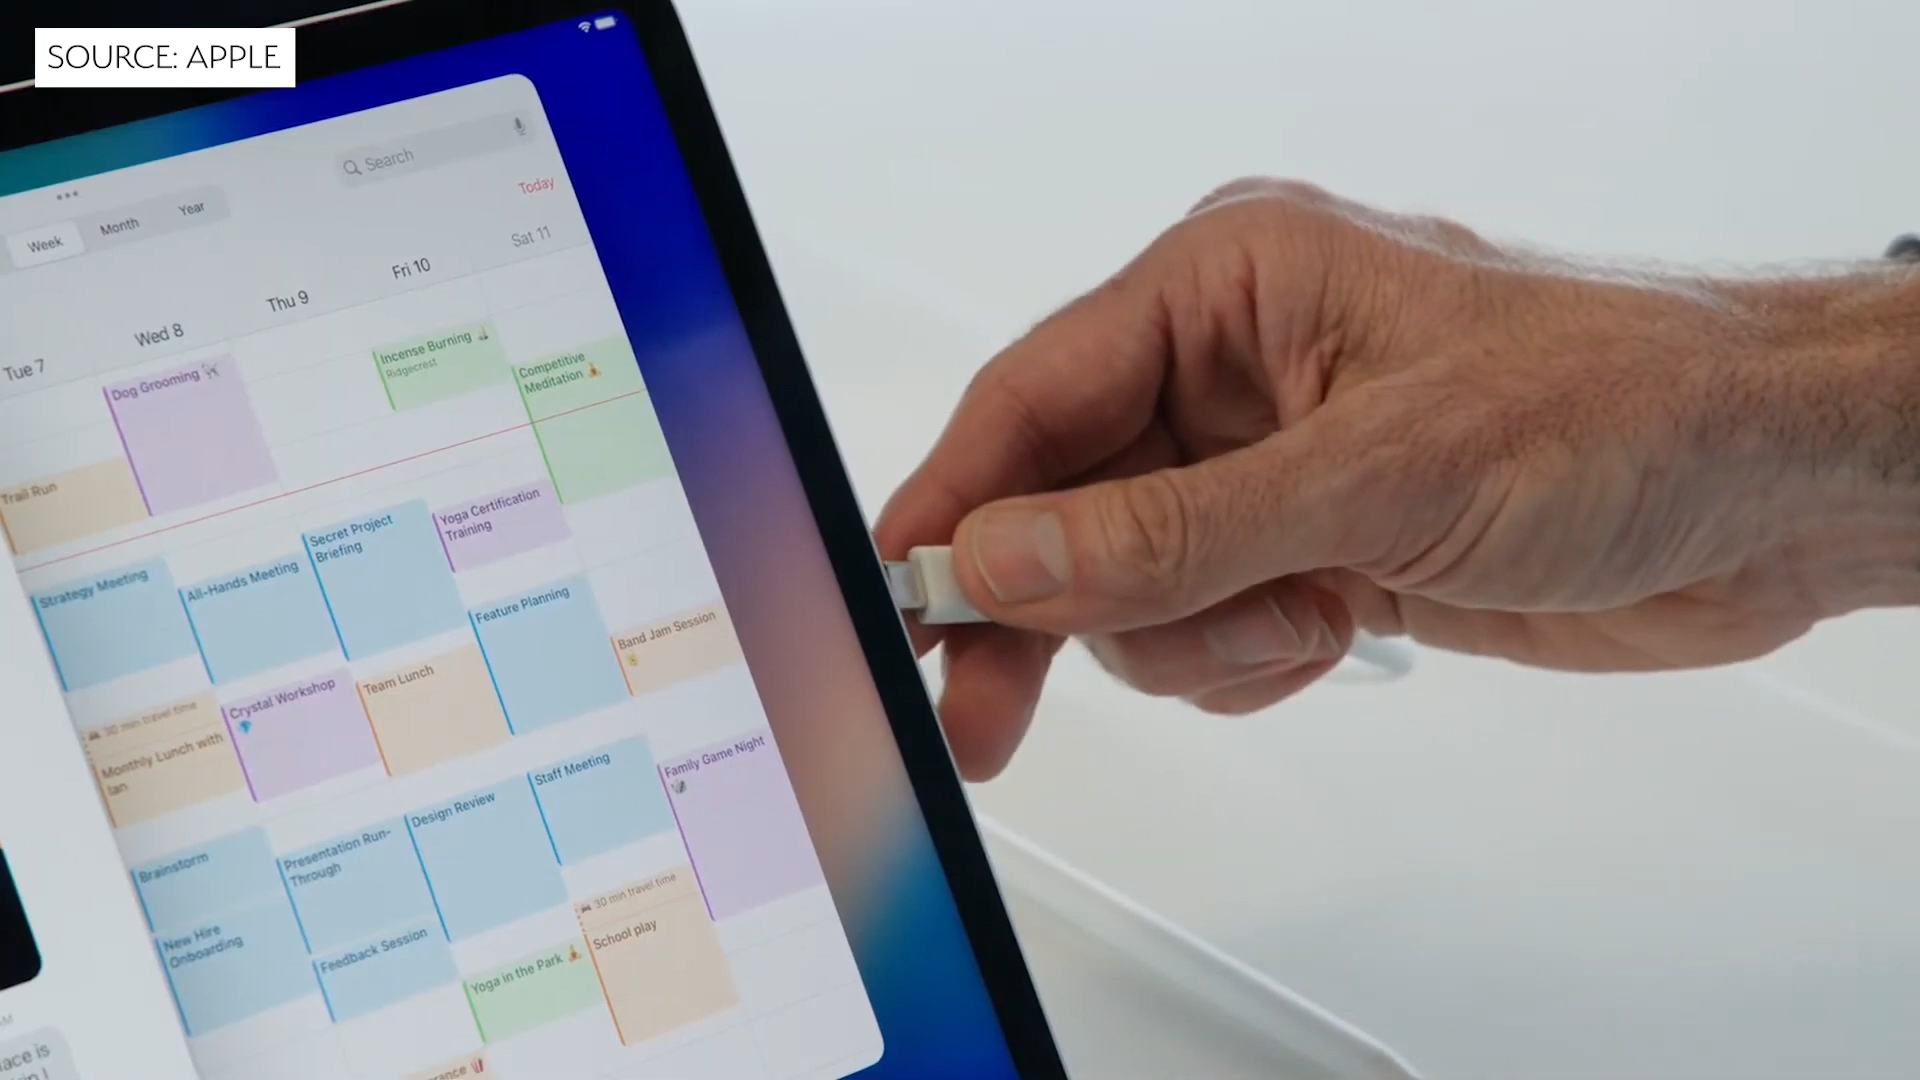 SOURCE: APPLE
Search
Today
Week
Month
Year
Tue 7
Wed 8
Thu 9
Fri 10
Sat 11
Dog Grooming
Incense Burning
Ridgecrest
Competitive
Meditation
Trail Run
Strategy Meeting
All-Hands Meeting
Secret Project
Briefing
Yoga Certification
Training
Feature Planning
Band Jam Session
30 min travel time
Monthly Lunch with
Ian
Crystal Workshop
Team Lunch
Brainstorm
New Hire
Onboarding
Presentation Run-
Through
Feedback Session
Design Review
Staff Meeting
Family Game Night
30 min travel time
School play
Yoga in the Park